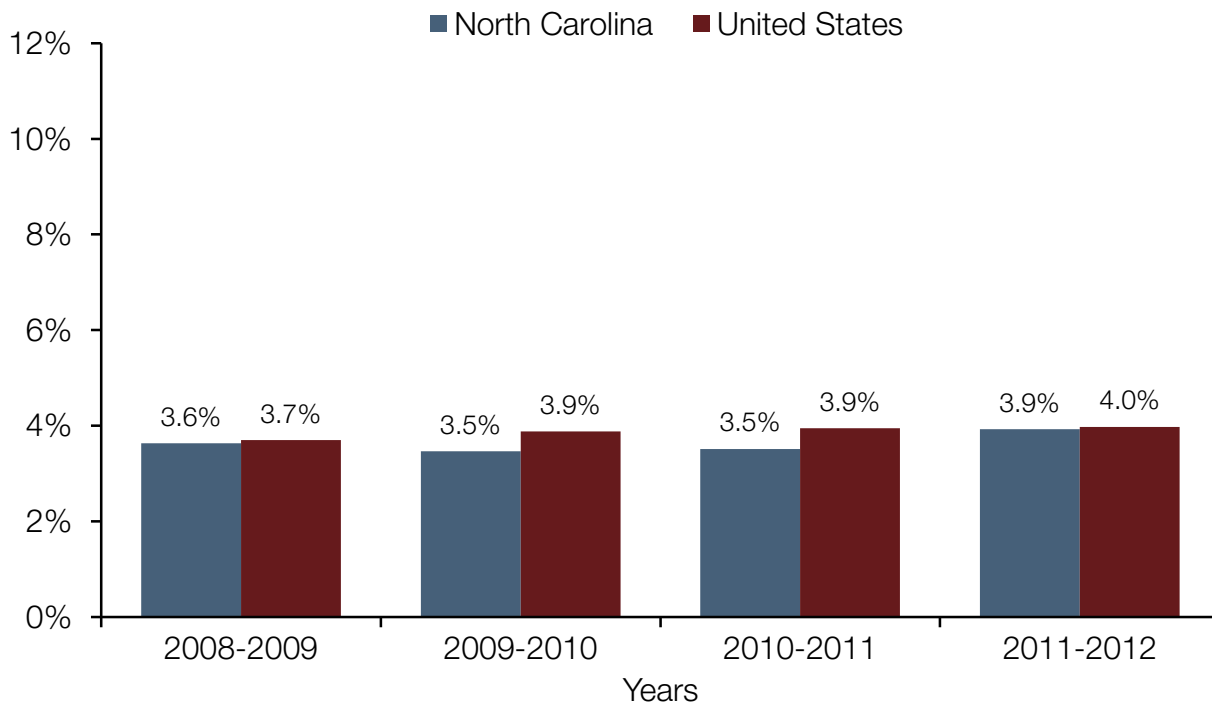 North Carolina United States
12%
10%
8%
6%
4%
2%
0%
3.6% 3.7% 3.5% 3.9% 3.5% 3.9% 3.9% 4.0%
2008-2009 2009-2010 2010-2011 2011-2012
Years